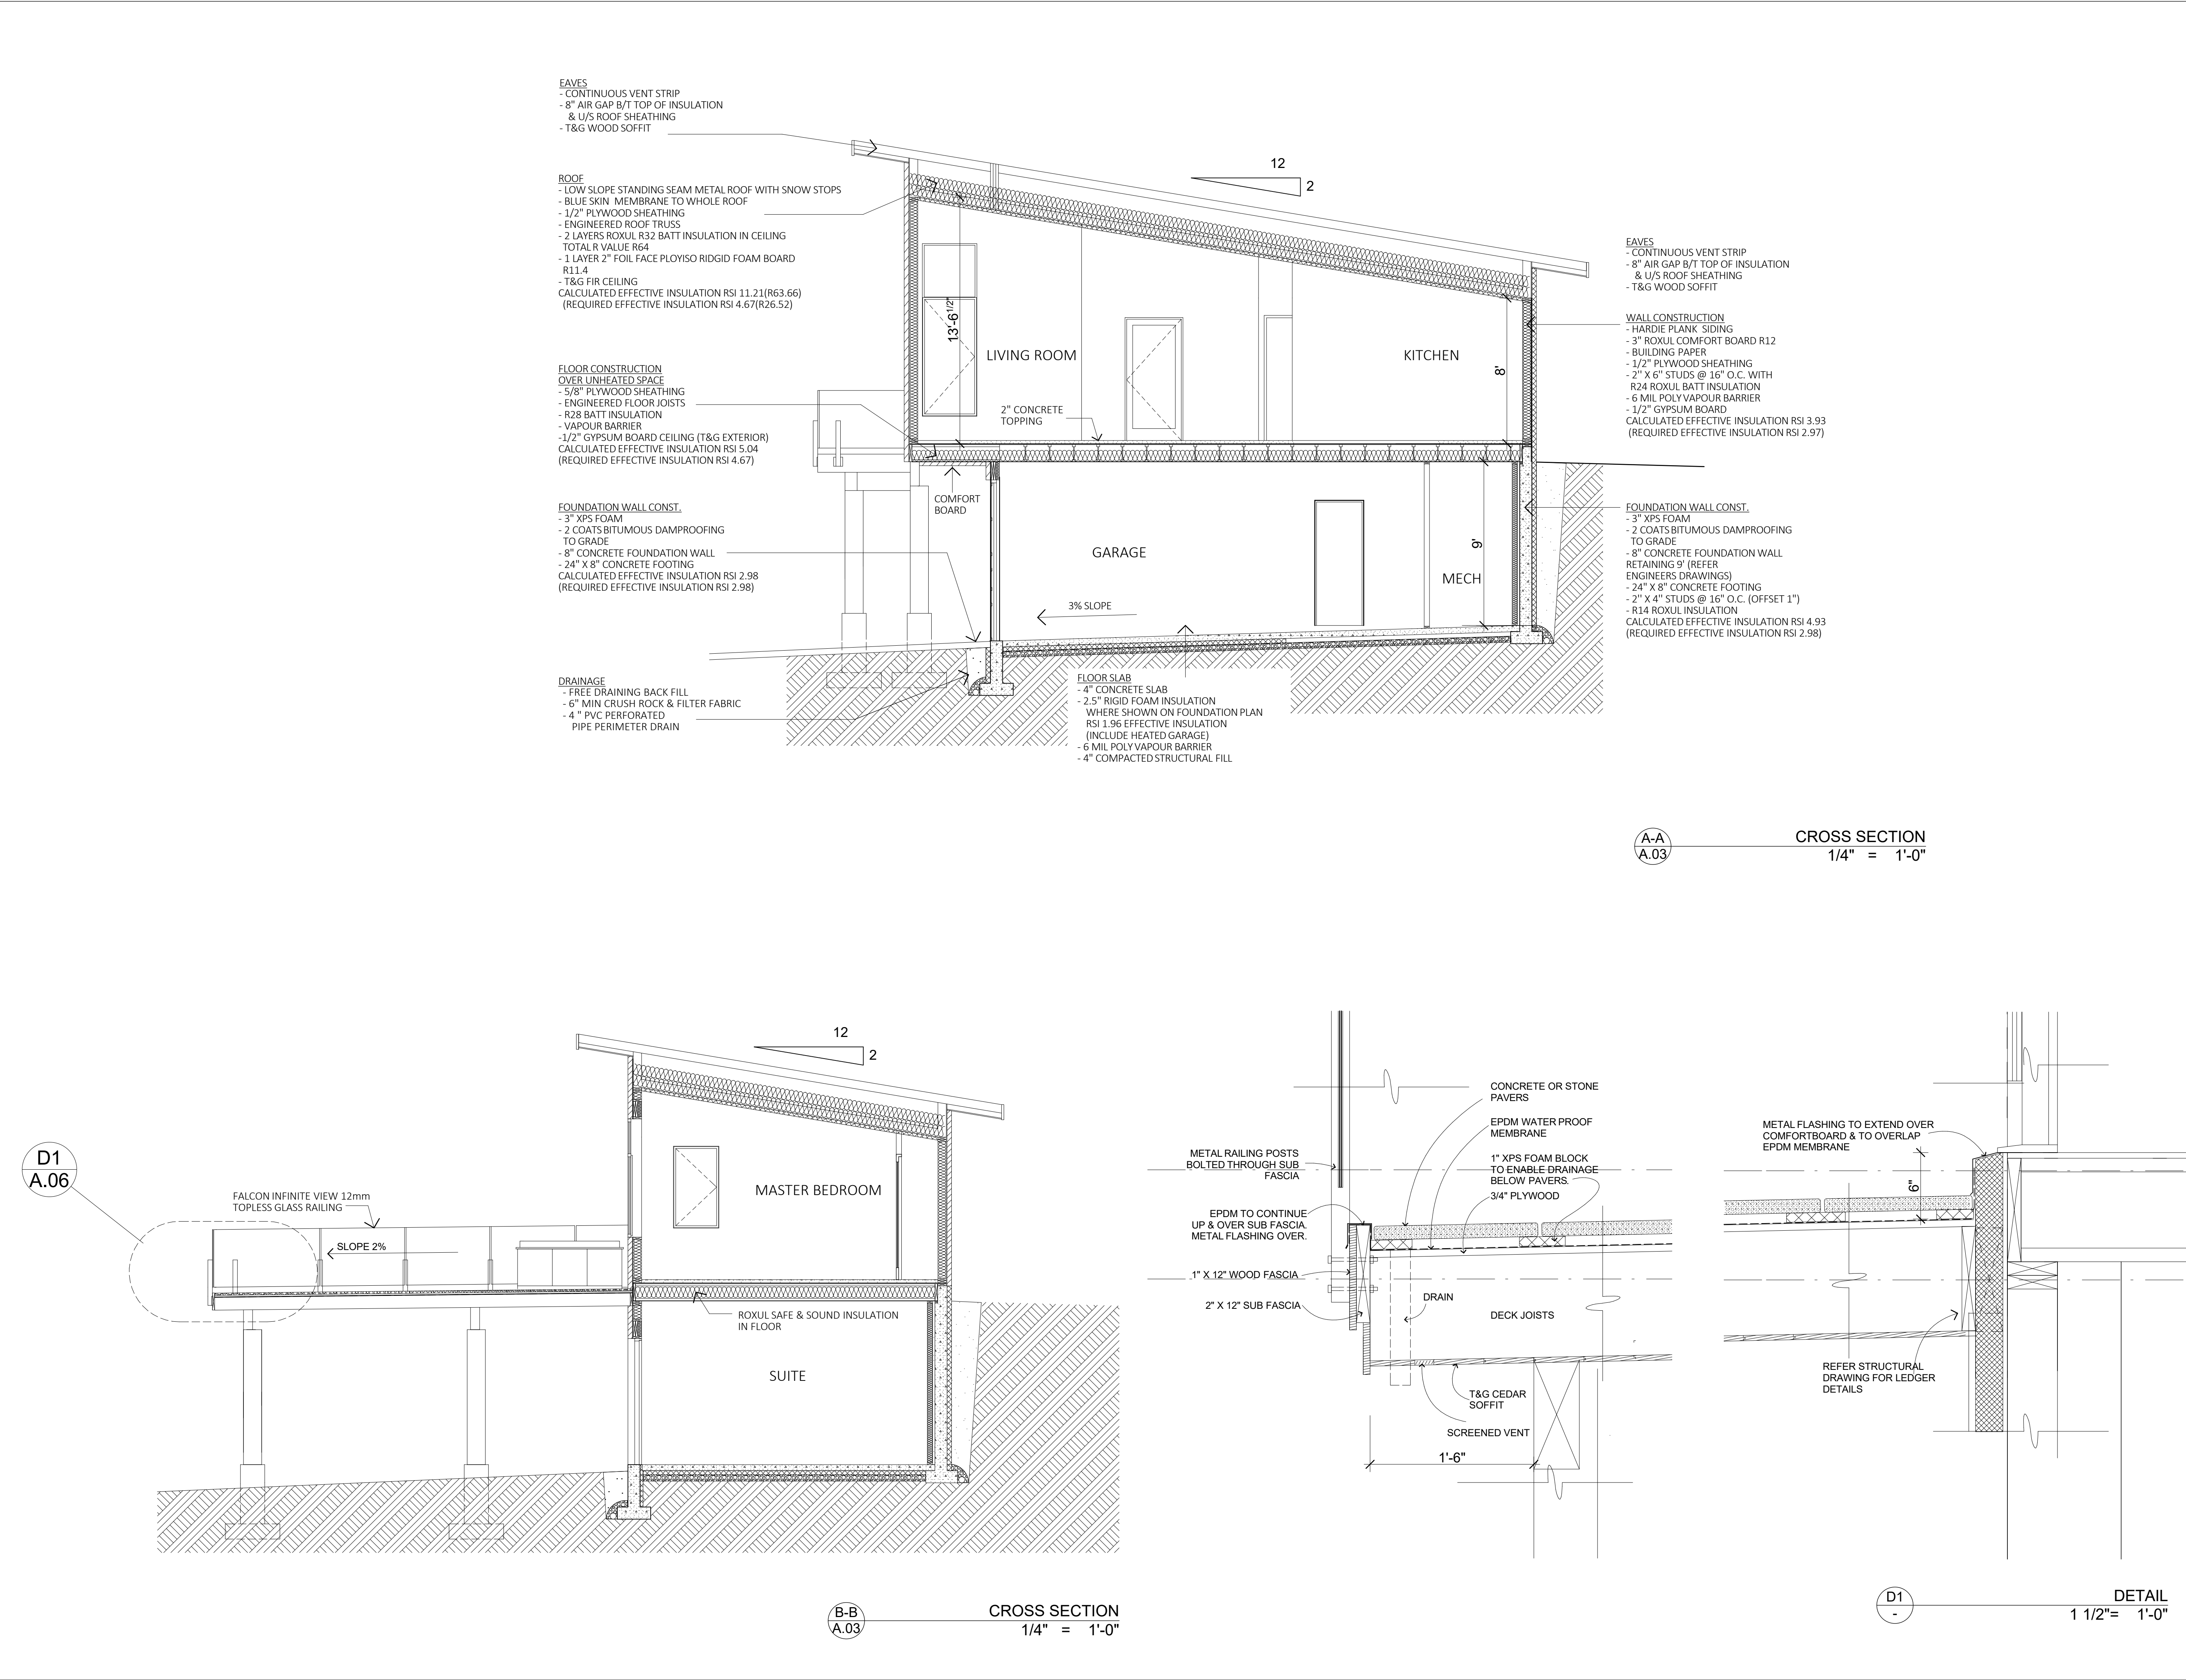 EAVES
- CONTINUOUS VENT STRIP
- 8" AIR GAP B/T TOP OF INSULATION
& U/S ROOF SHEATHING
- T&G WOOD SOFFIT
ROOF
- LOW SLOPE STANDING SEAM METAL ROOF WITH SNOW STOPS
- BLUE SKIN MEMBRANE TO WHOLE ROOF
- 1/2" PLYWOOD SHEATHING
- ENGINEERED ROOF TRUSS
- 2 LAYERS ROXUL R32 BATT INSULATION IN CEILING
TOTAL R VALUE R64
- 1 LAYER 2" FOIL FACE PLOYISO RIDGID FOAM BOARD
R11.4
- T&G FIR CEILING
CALCULATED EFFECTIVE INSULATION RSI 11.21(R63.66)
(REQUIRED EFFECTIVE INSULATION RSI 4.67(R26.52)
FLOOR CONSTRUCTION
OVER UNHEATED SPACE
- 5/8" PLYWOOD SHEATHING
- ENGINEERED FLOOR JOISTS
- R28 BATT INSULATION
- VAPOUR BARRIER
-1/2" GYPSUM BOARD CEILING (T&G EXTERIOR)
CALCULATED EFFECTIVE INSULATION RSI 5.04
(REQUIRED EFFECTIVE INSULATION RSI 4.67)
FOUNDATION WALL CONST.
- 3" XPS FOAM
- 2 COATS BITUMOUS DAMPROOFING
TO GRADE
- 8" CONCRETE FOUNDATION WALL
- 24" X 8" CONCRETE FOOTING
CALCULATED EFFECTIVE INSULATION RSI 2.98
(REQUIRED EFFECTIVE INSULATION RSI 2.98)
DRAINAGE
- FREE DRAINING BACK FILL
- 6" MIN CRUSH ROCK & FILTER FABRIC
- 4 " PVC PERFORATED
PIPE PERIMETER DRAIN
12
2
13'-6 1/2"
LIVING ROOM
KITCHEN
8'
2" CONCRETE
TOPPING
COMFORT
BOARD
GARAGE
9'
MECH
3% SLOPE
FLOOR SLAB
- 4" CONCRETE SLAB
- 2.5" RIGID FOAM INSULATION
WHERE SHOWN ON FOUNDATION PLAN
RSI 1.96 EFFECTIVE INSULATION
(INCLUDE HEATED GARAGE)
- 6 MIL POLY VAPOUR BARRIER
- 4" COMPACTED STRUCTURAL FILL
EAVES
- CONTINUOUS VENT STRIP
- 8" AIR GAP B/T TOP OF INSULATION
& U/S ROOF SHEATHING
- T&G WOOD SOFFIT
WALL CONSTRUCTION
- HARDIE PLANK SIDING
- 3" ROXUL COMFORT BOARD R12
- BUILDING PAPER
- 1/2" PLYWOOD SHEATHING
- 2'' X 6'' STUDS @ 16" O.C. WITH
R24 ROXUL BATT INSULATION
- 6 MIL POLY VAPOUR BARRIER
- 1/2" GYPSUM BOARD
CALCULATED EFFECTIVE INSULATION RSI 3.93
(REQUIRED EFFECTIVE INSULATION RSI 2.97)
FOUNDATION WALL CONST.
- 3" XPS FOAM
- 2 COATS BITUMOUS DAMPROOFING
TO GRADE
- 8" CONCRETE FOUNDATION WALL
RETAINING 9' (REFER
ENGINEERS DRAWINGS)
- 24" X 8" CONCRETE FOOTING
- 2'' X 4'' STUDS @ 16" O.C. (OFFSET 1")
- R14 ROXUL INSULATION
CALCULATED EFFECTIVE INSULATION RSI 4.93
(REQUIRED EFFECTIVE INSULATION RSI 2.98)
A-A
A.03
CROSS SECTION
1/4" = 1'-0"
D1
A.06
FALCON INFINITE VIEW 12mm
TOPLESS GLASS RAILING
SLOPE 2%
12
2
MASTER BEDROOM
ROXUL SAFE & SOUND INSULATION
IN FLOOR
SUITE
B-B
A.03
CROSS SECTION
1/4" = 1'-0"
METAL RAILING POSTS
BOLTED THROUGH SUB
FASCIA
EPDM TO CONTINUE
UP & OVER SUB FASCIA.
METAL FLASHING OVER.
1" X 12" WOOD FASCIA
2" X 12" SUB FASCIA
CONCRETE OR STONE
PAVERS
EPDM WATER PROOF
MEMBRANE
1" XPS FOAM BLOCK
TO ENABLE DRAINAGE
BELOW PAVERS.
3/4" PLYWOOD
DRAIN
DECK JOISTS
T&G CEDAR
SOFFIT
SCREENED VENT
1'-6"
METAL FLASHING TO EXTEND OVER
COMFORTBOARD & TO OVERLAP
EPDM MEMBRANE
6"
REFER STRUCTURAL
DRAWING FOR LEDGER
DETAILS
D1
-
DETAIL
1 1/2"= 1'-0"